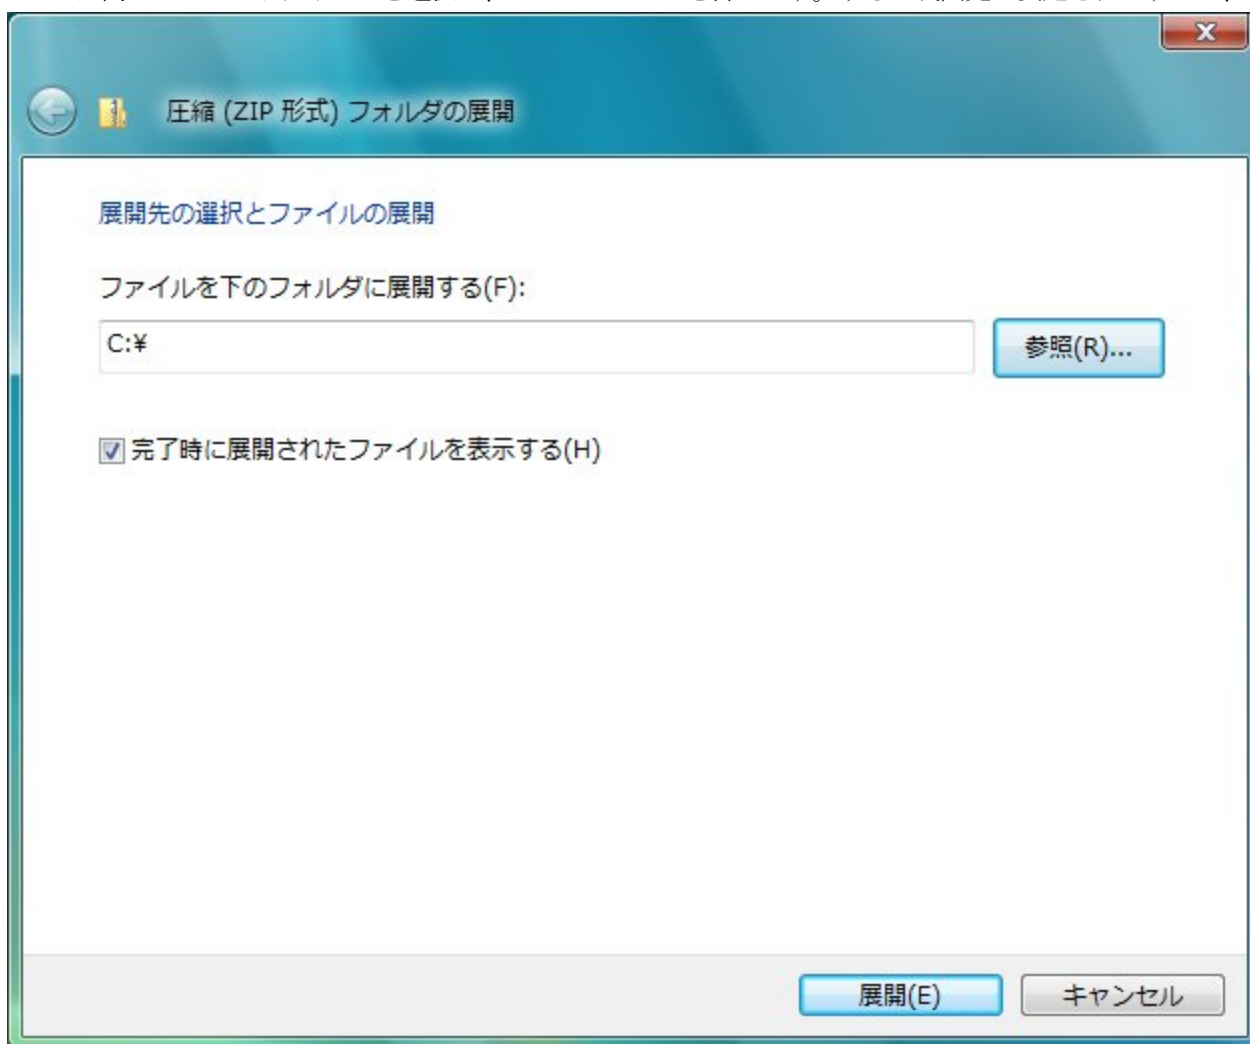 圧縮 (ZIP 形式) フォルダの展開
展開先の選択とファイルの展開
ファイルを下のフォルダに展開する(F):
C:¥
参照(R)...
完了時に展開されたファイルを表示する(H)
展開(E)
キャンセル